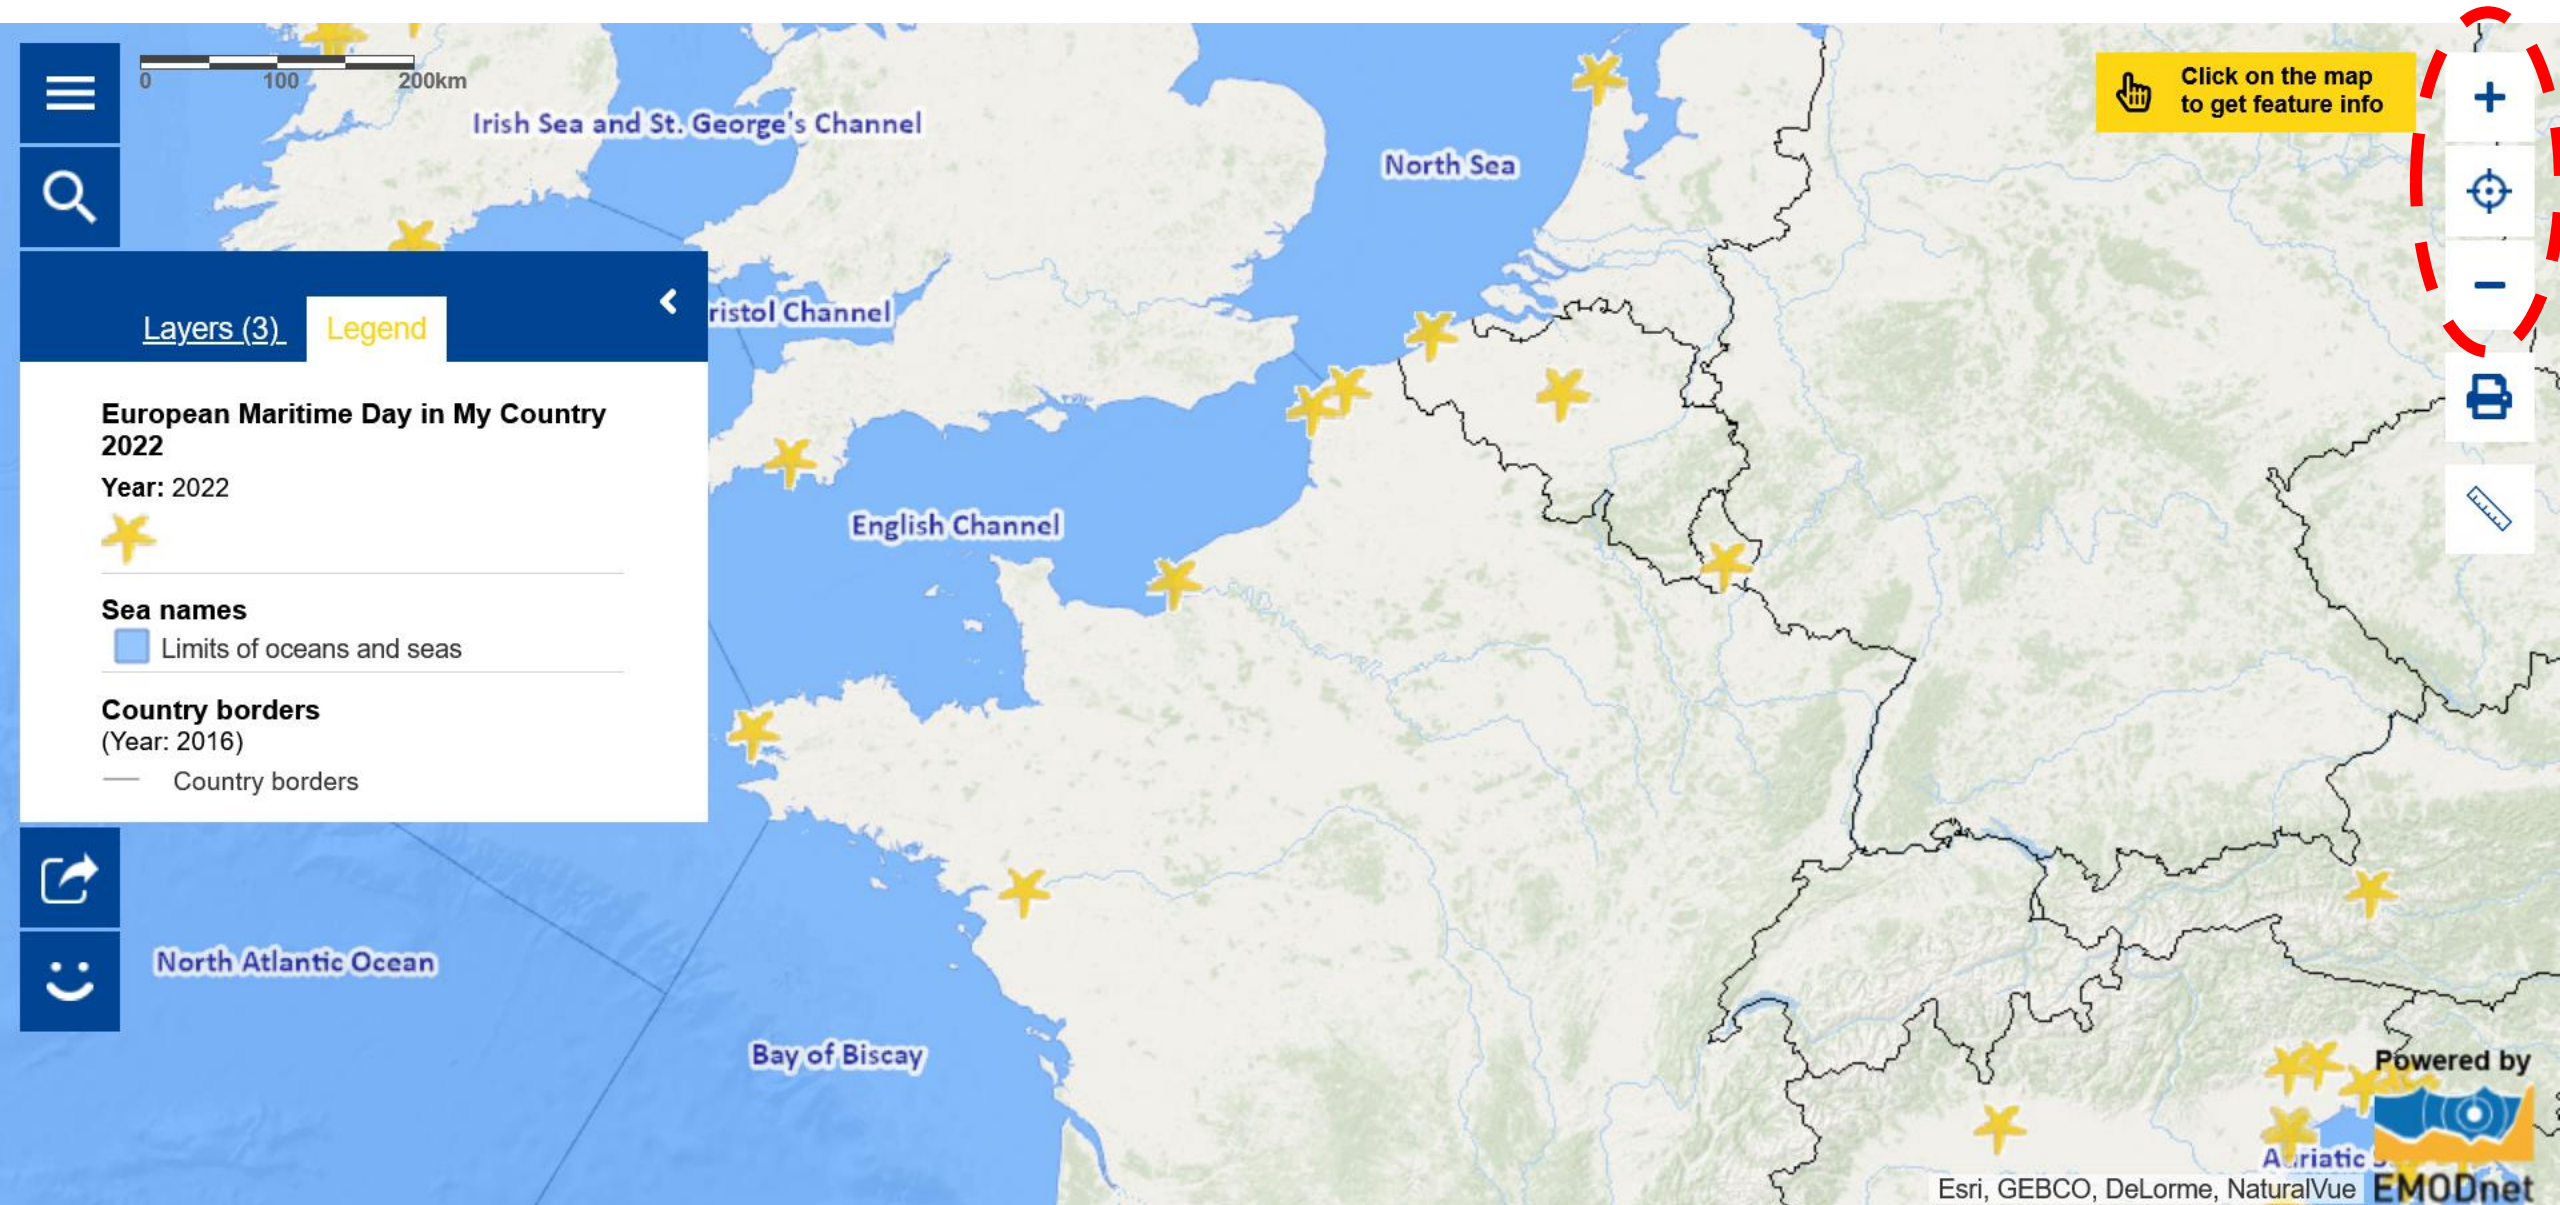 0 100 200km
Irish Sea and St. George's Channel
North Sea
Click on the map
to get feature info
ristol Channel
Layers (3)
Legend
European Maritime Day in My Country
2022
Year: 2022
English Channel
Sea names
Limits of oceans and seas
Country borders
(Year: 2016)
Country borders
North Atlantic Ocean
Bay of Biscay
Powered by
EMODnet
Esri, GEBCO, DeLorme, NaturalVue